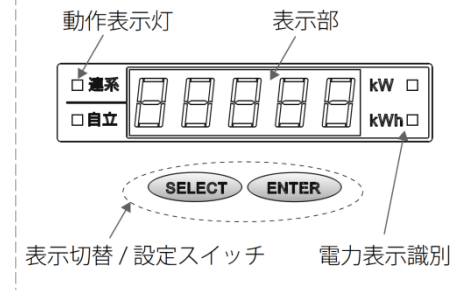 動作表示灯 表示部
連系 kW
自立 kWh
SELECT ENTER
表示切替 / 設定スイッチ 電力表示識別